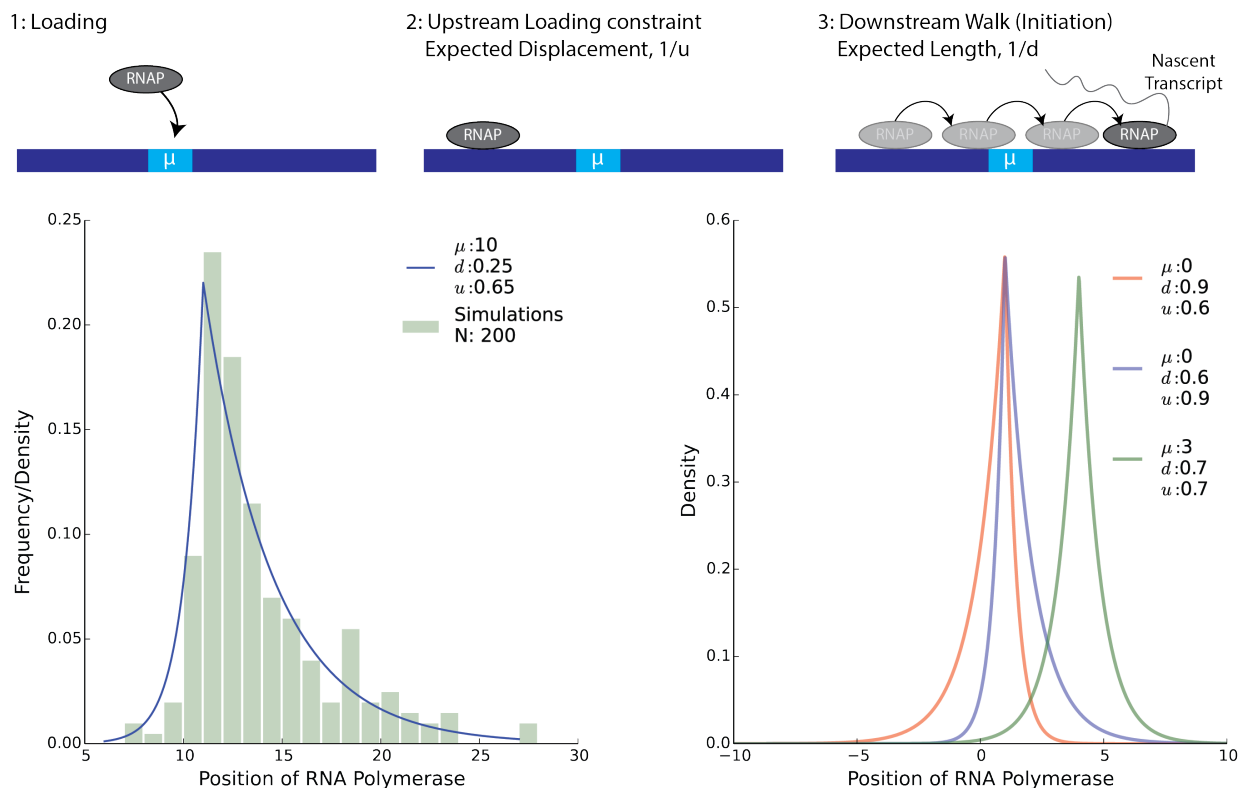 1: Loading
RNAP
μ
2: Upstream Loading constraint
Expected Displacement, 1/u
RNAP
μ
3: Downstream Walk (Initiation)
Expected Length, 1/d
Nascent
Transcript
RNAP RNAP RNAP RNAP
μ
0.25
0.20
0.15
0.10
0.05
0.00
5 10 15 20 25 30
Frequency/Density
Position of RNA Polymerase
μ:10
d:0.25
u:0.65
Simulations
N: 200
0.6
0.5
0.4
0.3
0.2
0.1
0.0
−10 −5 0 5 10
Density
Position of RNA Polymerase
μ:0
d:0.9
u:0.6
μ:0
d:0.6
u:0.9
μ:3
d:0.7
u:0.7